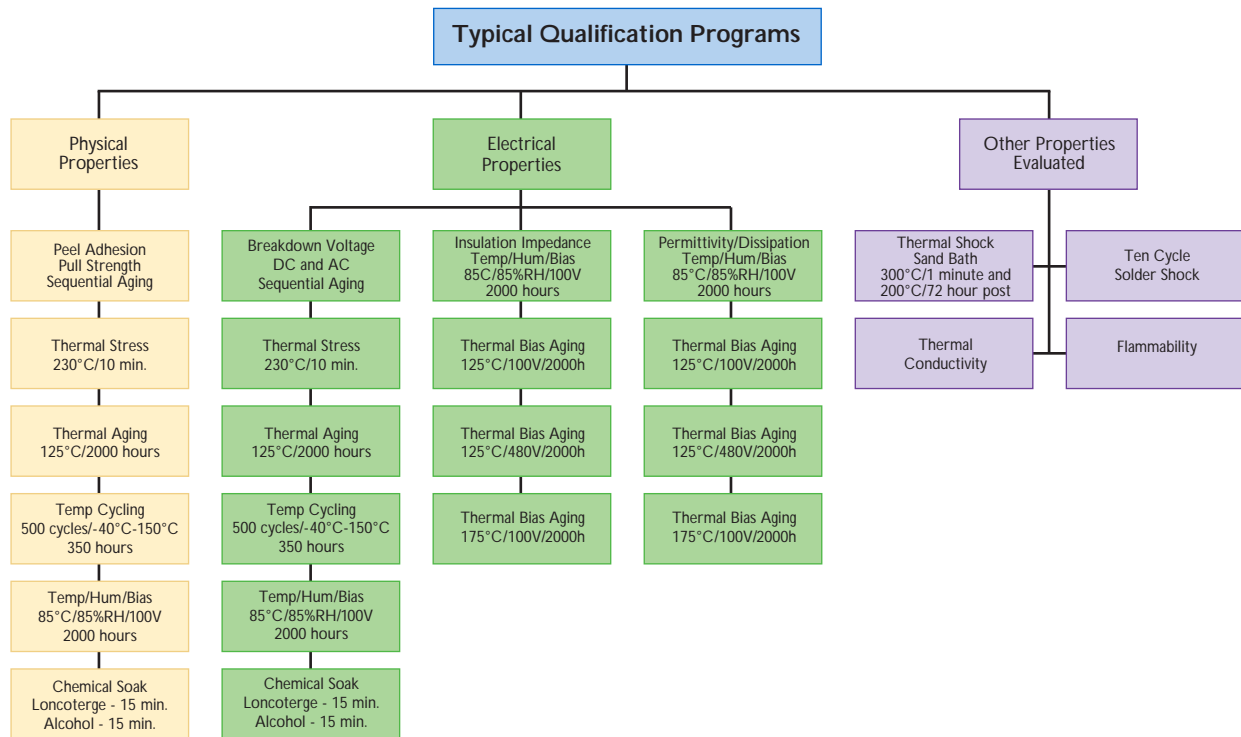 Typical Qualification Programs
Physical
Properties
Electrical
Properties
Other Properties
Evaluated
Peel Adhesion
Pull Strength
Sequential Aging
Thermal Stress
230°C/10 min.
Thermal Aging
125°C/2000 hours
Temp Cycling
500 cycles/-40°C-150°C
350 hours
Temp/Hum/Bias
85°C/85%RH/100V
2000 hours
Chemical Soak
Loncoterge - 15 min.
Alcohol - 15 min.
Breakdown Voltage
DC and AC
Sequential Aging
Thermal Stress
230°C/10 min.
Thermal Aging
125°C/2000 hours
Temp Cycling
500 cycles/-40°C-150°C
350 hours
Temp/Hum/Bias
85°C/85%RH/100V
2000 hours
Chemical Soak
Loncoterge - 15 min.
Alcohol - 15 min.
Insulation Impedance
Temp/Hum/Bias
85C/85%RH/100V
2000 hours
Thermal Bias Aging
125°C/100V/2000h
Thermal Bias Aging
125°C/480V/2000h
Thermal Bias Aging
175°C/100V/2000h
Permittivity/Dissipation
Temp/Hum/Bias
85°C/85%RH/100V
2000 hours
Thermal Bias Aging
125°C/100V/2000h
Thermal Bias Aging
125°C/480V/2000h
Thermal Bias Aging
175°C/100V/2000h
Thermal Shock
Sand Bath
300°C/1 minute and
200°C/72 hour post
Ten Cycle
Solder Shock
Thermal
Conductivity
Flammability